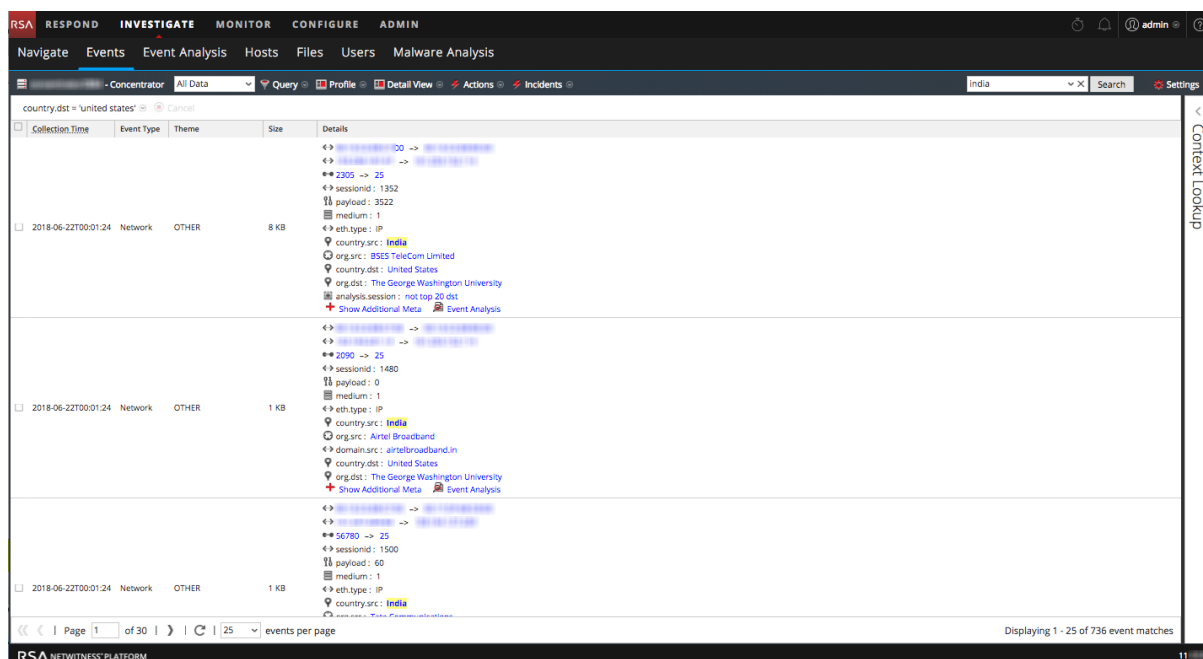 RSA RESPOND INVESTIGATE MONITOR CONFIGURE ADMIN admin
Navigate Events Event Analysis Hosts Files Users Malware Analysis
- Concentrator All Data Query Profile Detail View Actions Incidents india X Search Settings
country.dst = 'united states' Cancel
Collection Time Event Type Theme Size Details
Context Lookup
00 ->
->
2305 -> 25
sessionid : 1352
payload : 3522
medium : 1
2018-06-22T00:01:24 Network OTHER 8 KB eth.type : IP
country.src : India
org.src : BSES TeleCom Limited
country.dst : United States
org.dst : The George Washington University
analysis.session : not top 20 dst
Show Additional Meta Event Analysis
->
->
2090 -> 25
sessionid : 1480
payload : 0
medium : 1
2018-06-22T00:01:24 Network OTHER 1 KB eth.type : IP
country.src : India
org.src : Airtel Broadband
domain.src : airtelbroadband.in
country.dst : United States
org.dst : The George Washington University
Show Additional Meta Event Analysis
->
->
56780 -> 25
sessionid : 1500
payload : 60
medium : 1
2018-06-22T00:01:24 Network OTHER 1 KB eth.type : IP
country.src : India
Page 1 of 30 25 events per page Displaying 1 - 25 of 736 event matches
RSA NETWITNESS PLATFORM 11